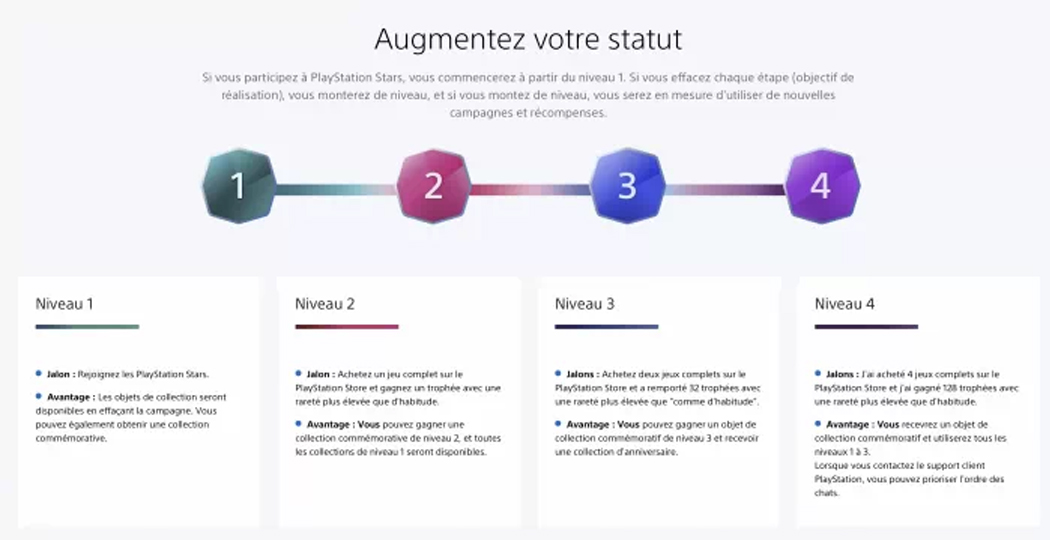 Augmentez votre statut
Si vous participez à PlayStation Stars, vous commencerez à partir du niveau 1. Si vous effacez chaque étape (objectif de
réalisation), vous monterez de niveau, et si vous montez de niveau, vous serez en mesure d'utiliser de nouvelles
campagnes et récompenses.
1
2
3
4
Niveau 1
Jalon : Rejoignez les PlayStation Stars.
Avantage : Les objets de collection seront
disponibles en effaçant la campagne. Vous
pouvez également obtenir une collection
commémorative.
Niveau 2
Jalon : Achetez un jeu complet sur le
PlayStation Store et gagnez un trophée avec une
rareté plus élevée que d'habitude.
Avantage : Vous pouvez gagner une
collection commémorative de niveau 2, et toutes
les collections de niveau 1 seront disponibles.
Niveau 3
Jalons : Achetez deux jeux complets sur le
PlayStation Store et a remporté 32 trophées avec
une rareté plus élevée que "comme d'habitude".
Avantage : Vous pouvez gagner un objet de
collection commémoratif de niveau 3 et recevoir
une collection d'anniversaire.
Niveau 4
Jalons : J'ai acheté 4 jeux complets sur le
PlayStation Store et j'ai gagné 128 trophées avec
une rareté plus élevée que d'habitude.
Avantage : Vous recevrez un objet de
collection commémoratif et utiliserez tous les
niveaux 1 à 3.
Lorsque vous contactez le support client
PlayStation, vous pouvez prioriser l'ordre des
chats.